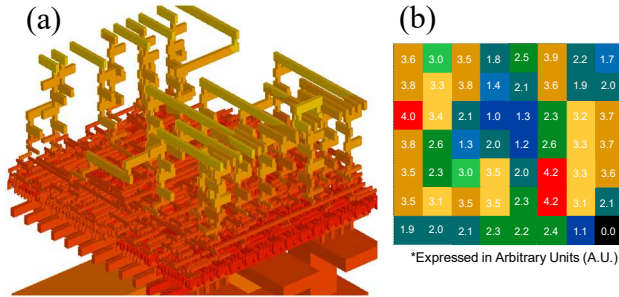 (a)
(b)
3.6 3.0 3.5 1.8 2.5 3.9 2.2 1.7
3.8 3.3 3.8 1.4 2.1 3.6 1.9 2.0
4.0 3.4 2.1 1.0 1.3 2.3 3.2 3.7
3.8 2.6 1.3 2.0 1.2 2.6 3.3 3.7
3.5 2.3 3.0 3.5 2.0 4.2 3.3 3.6
3.5 3.1 3.5 3.5 2.3 4.2 3.1 2.1
1.9 2.0 2.1 2.3 2.2 2.4 1.1 0.0
*Expressed in Arbitrary Units (A.U.)